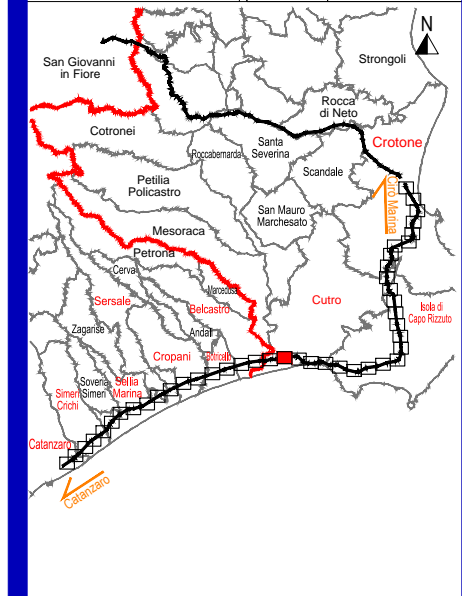 N
Strongoli
San Giovanni
in Fiore
Rocca
di Neto
Cotronei
Crotone
Santa
Severina
Roccabernarda
Scandale
Petilia
Policastro
Ciro Marina
San Mauro
Marchesato
Mesoraca
Petrona
Cerva
Marcedusa
Sersale
Belcastro
Cutro
Isola di
Capo Rizzuto
Zagarise
Andali
Cropani
Botricello
Soveria
Simeri
Sellia
Marina
Simeri
Crichi
Catanzaro
Catanzaro